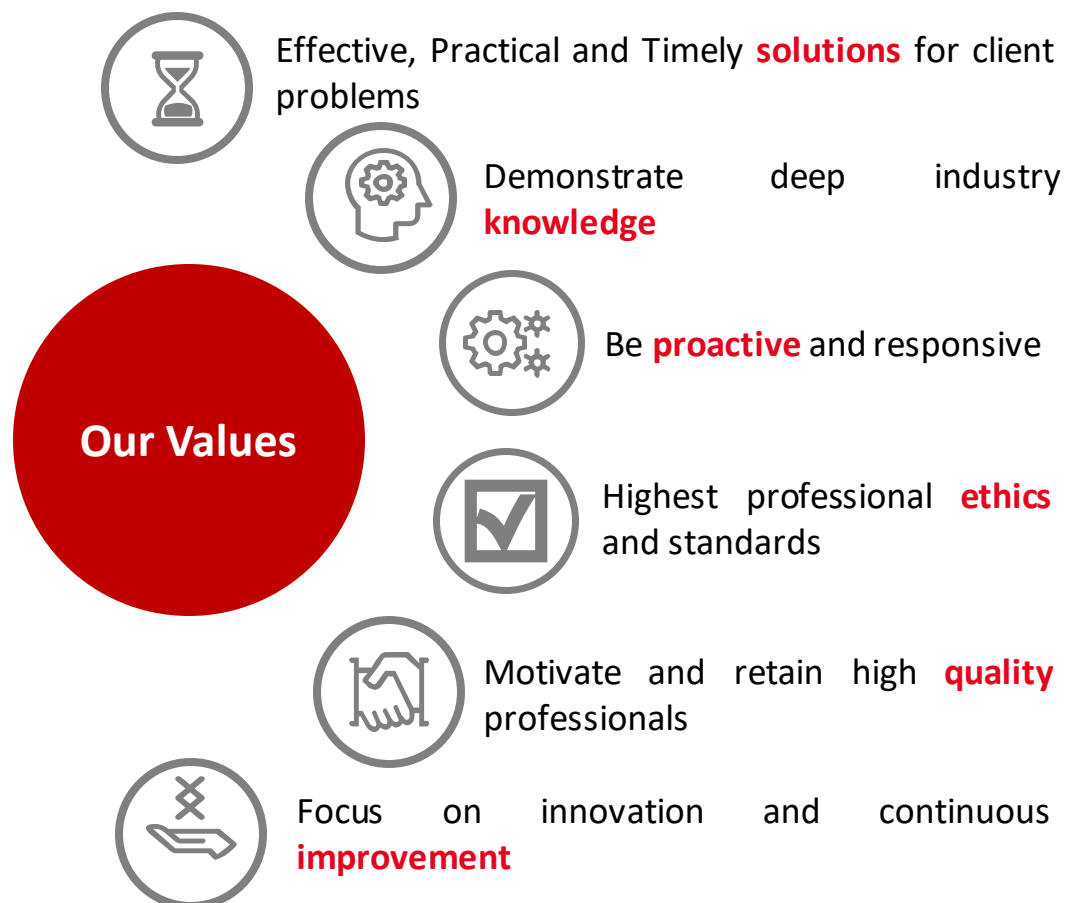 Effective, Practical and Timely solutions for client
problems
Demonstrate deep industry
knowledge
Be proactive and responsive
Our Values
Highest professional ethics
and standards
Motivate and retain high quality
professionals
Focus on innovation and continuous
improvement